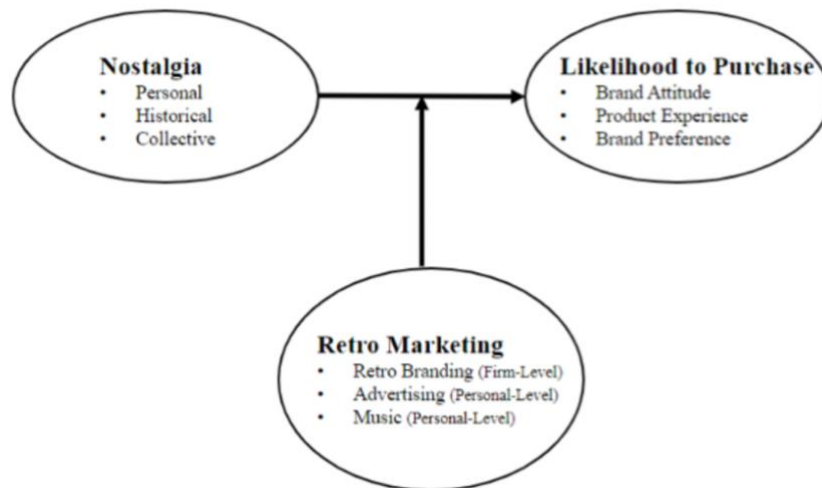 Nostalgia
• Personal
• Historical
• Collective
Likelihood to Purchase
• Brand Attitude
• Product Experience
• Brand Preference
Retro Marketing
• Retro Branding (Firm-Level)
• Advertising (Personal-Level)
• Music (Personal-Level)